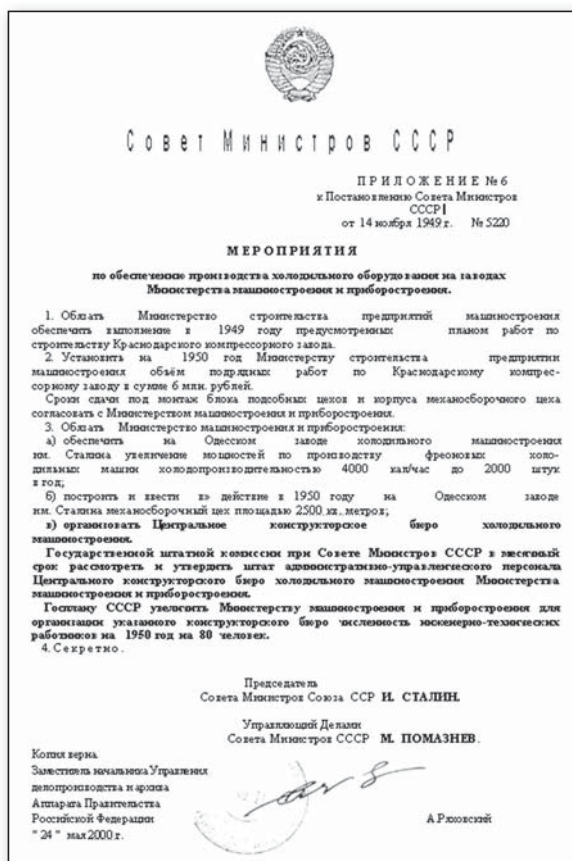 Совет Министров СССР
ПРИЛОЖЕНИЕ № 6
к Постановлению Совета Министров
СССР
от 14 ноября 1949 г. № 5220
МЕРОПРИЯТИЯ
по обеспечению производства холодильного оборудования на заводах
Министерства машиностроения и приборостроения.
1. Обязать Министерство строительства предприятий машиностроения
обеспечить выполнение в 1949 году предусмотренных планом работ по
строительству Краснодарского компрессорного завода.
2. Установить на 1950 год Министерству строительства предприятии
машиностроения объём подрядных работ по Краснодарскому компрес-
сорному заводу в сумме 6 млн. рублей.
Сроки сдачи под монтаж блока подсобных цехов и корпуса механосборочного цеха
согласовать с Министерством машиностроения и приборостроения.
3. Обязать Министерство машиностроения и приборостроения:
а) обеспечить на Одесском заводе холодильного машиностроения
им. Сталина увеличение мощностей по производству фреоновых холо-
дильных машин холодопроизводительностью 4000 кал/час до 2000 штук
в год;
б) построить и ввести в» действие в 1950 году на Одесском заводе
им. Сталина механосборочный цех площадью 2500 кв. метров;
в) организовать Центральное конструкторское бюро холодильного
машиностроения.
Государственной штатной комиссии при Совете Министров СССР в месячный
срок рассмотреть и утвердить штат административно-управленческого персонала
Центрального конструкторского бюро холодильного машиностроения Министерства
машиностроения и приборостроения.
Госплану СССР увеличить Министерству машиностроения и приборостроения для
организации указанного конструкторского бюро численность инженерно-технических
работников на 1950 год на 80 человек.
4. Секретно.
Председатель
Совета Министров Союза ССР И. СТАЛИН.
Управляющий Делами
Совета Министров СССР М. ПОМАЗНЕВ.
Копия верна
Заместитель начальника Управления
делопроизводства и архива
Аппарата Правительства
Российской Федерации
А.Ряховский
" 24 " мая 2000 г.